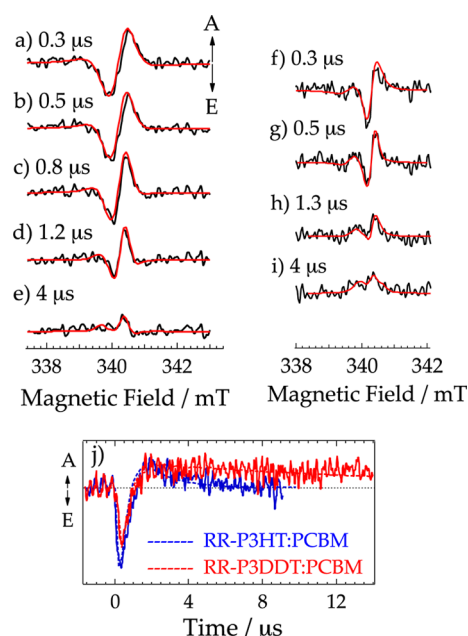 A
E
a) 0.3 μs
b) 0.5 μs
c) 0.8 μs
d) 1.2 μs
e) 4 μs
338 340 342
Magnetic Field / mT
f) 0.3 μs
g) 0.5 μs
h) 1.3 μs
i) 4 μs
338 340 342
Magnetic Field / mT
j)
A
E
RR-P3HT:PCBM
RR-P3DDT:PCBM
0 4 8 12
Time / μs